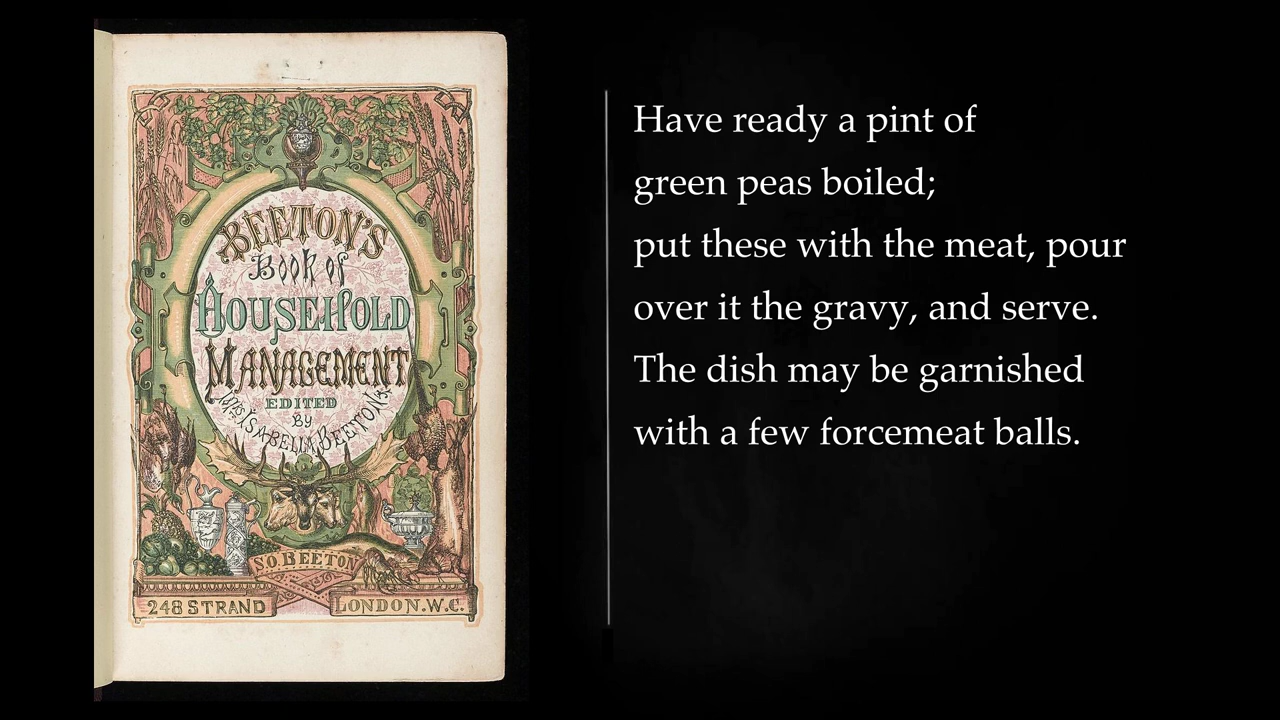 BEETON'S
Book of
HOUSEHOLD
MANAGEMENT
EDITED
BY
MRS ISABELLA BEETON
S.O. BEETON
248 STRAND
LONDON.W.C.
Have ready a pint of
green peas boiled;
put these with the meat, pour
over it the gravy, and serve.
The dish may be garnished
with a few forcemeat balls.